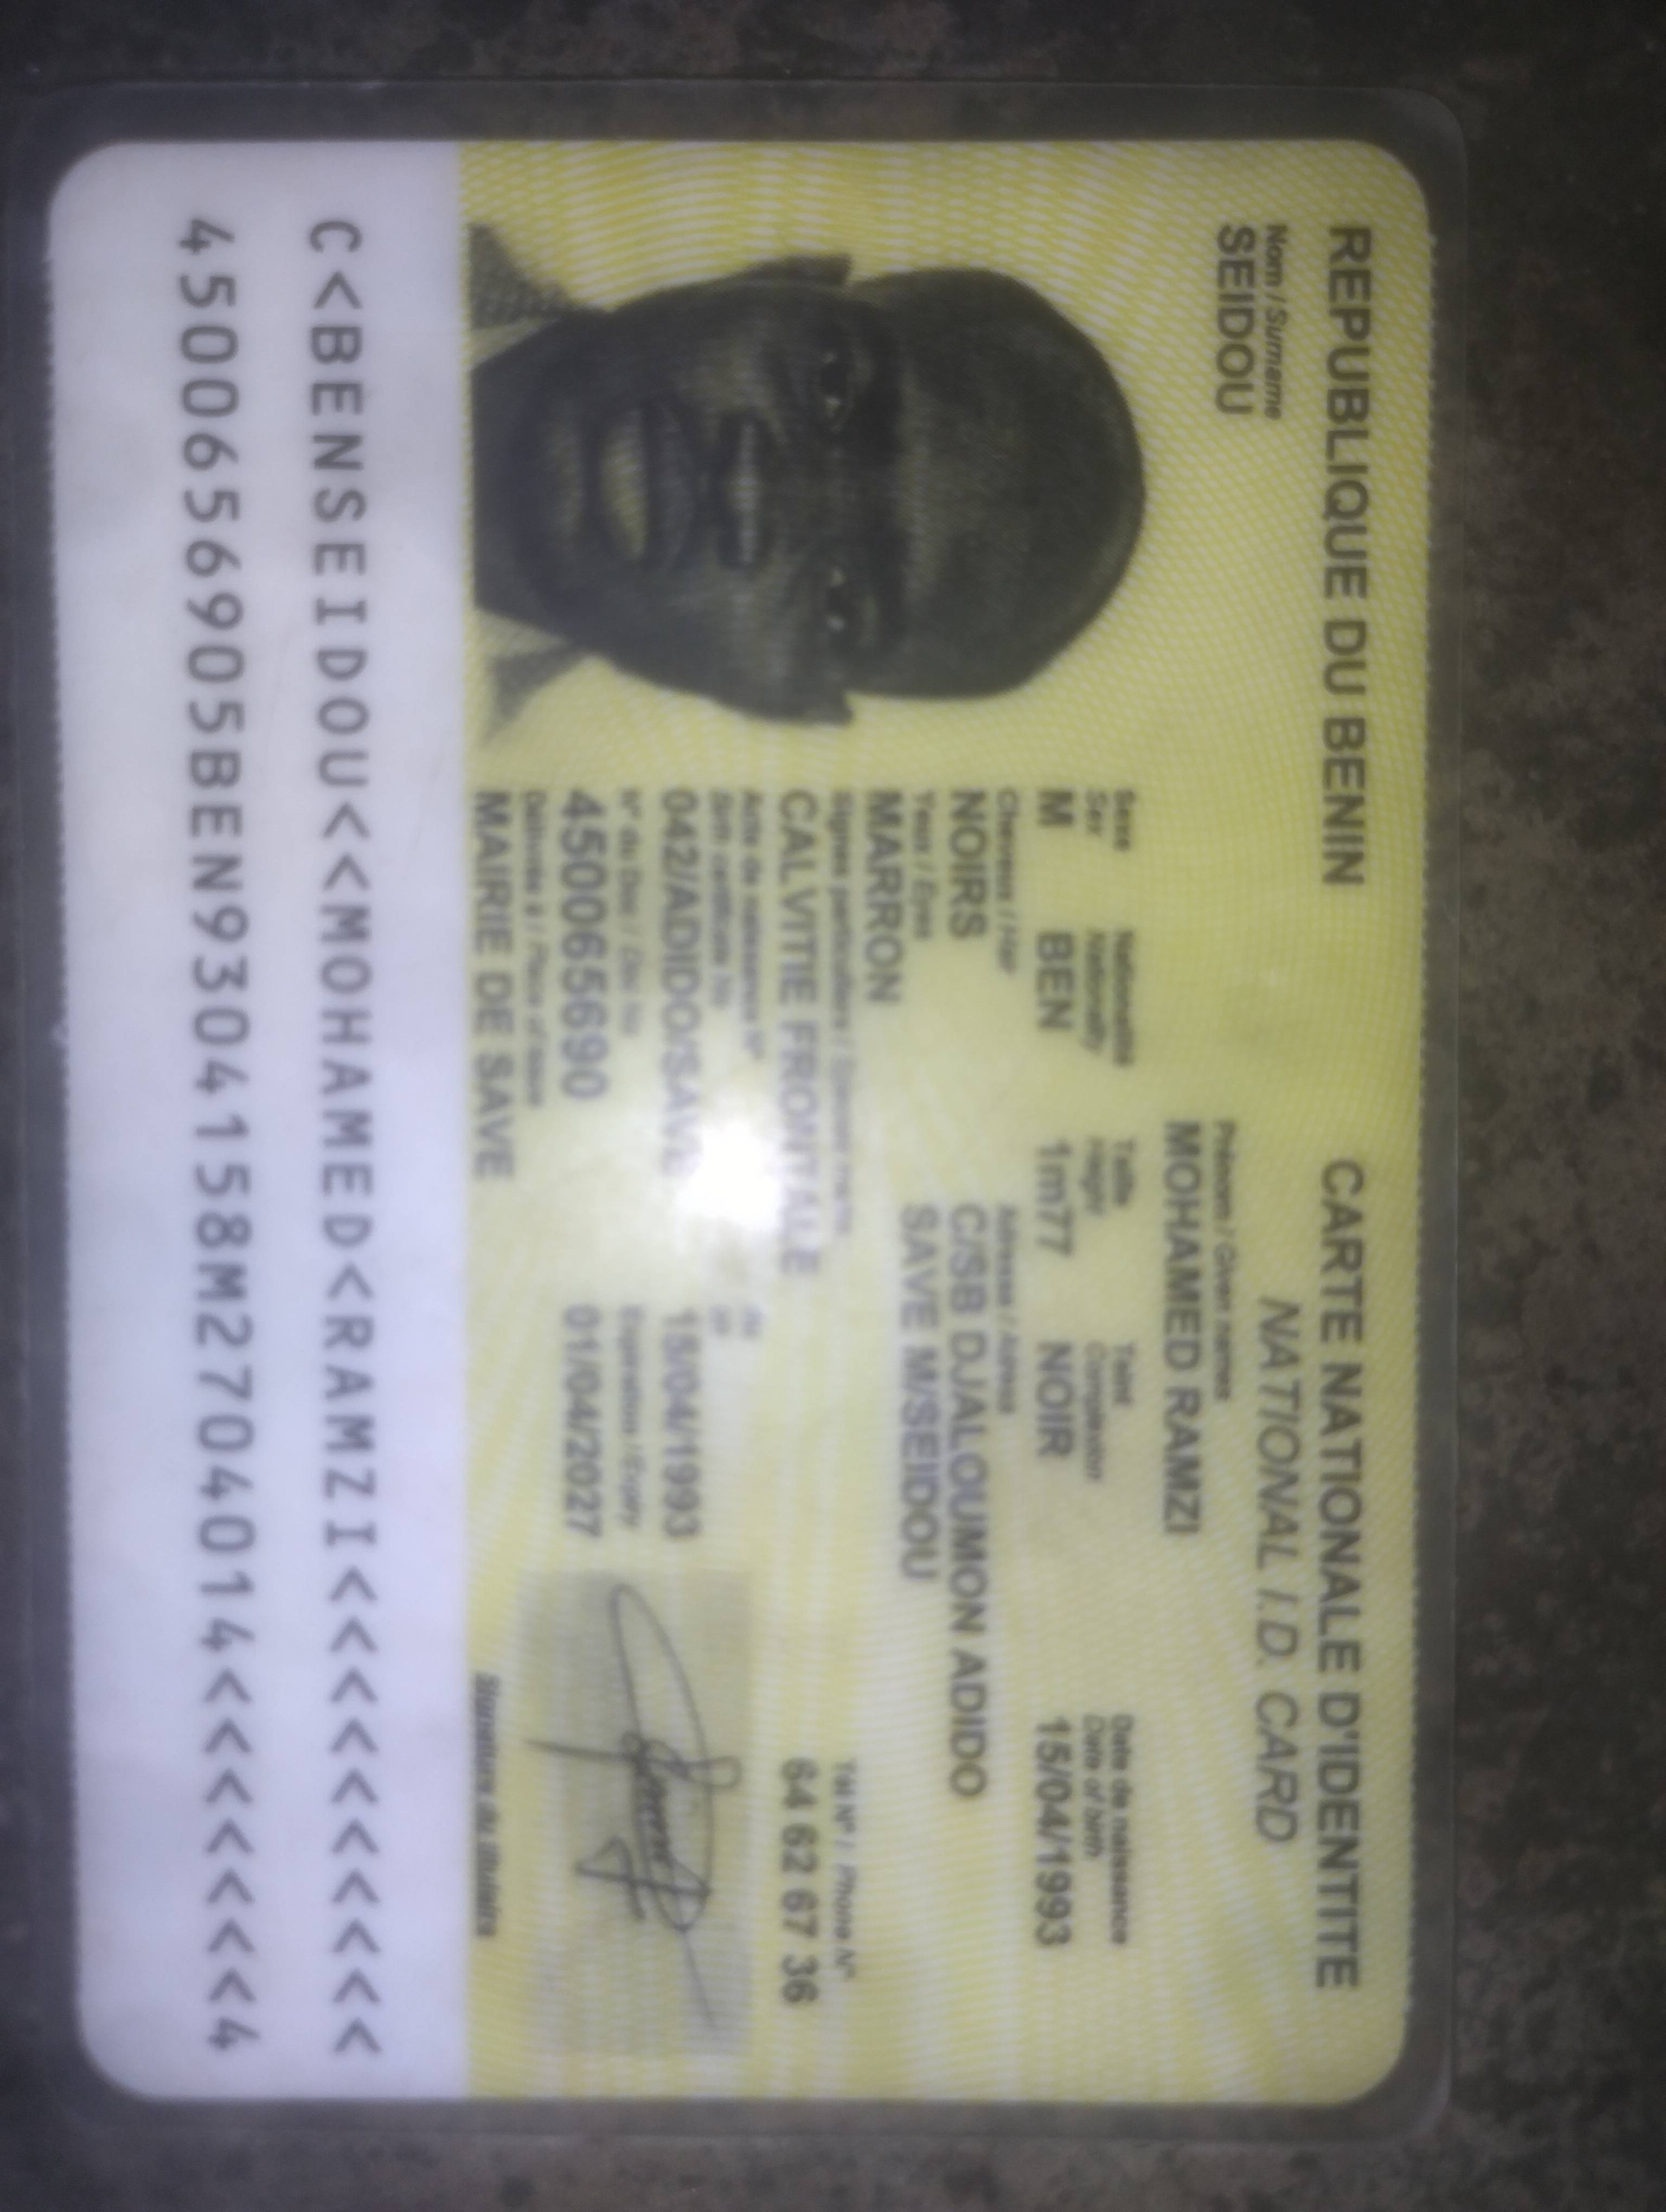 REPUBLIQUE DU BENIN CARTE NATIONALE D'IDENTITE
NATIONAL I.D. CARD
Nom / Surname
SEIDOU
Prénom / Given names
MOHAMED RAMZI
Sexe Nationalité Taille Teint Date de naissance
Sex Nationality Height Complexion Date of birth
M BEN 1m77 NOIR 15/04/1993
Cheveux / Hair Adresse / Adress
NOIRS C/SB DJALOUMON ADIDO
Yeux / Eyes SAVE M/SEIDOU
MARRON
Signes particuliers / Tél N° / Phone N°
CALVITIE FRONTALE 64 62 67 36
Acte de naissance N° du
Birth certificate No of
042/ADIDO/SAVE 15/04/1993
N° du Doc / Doc No Expiration / Expiry
4500656690 01/04/2027
Délivrée à / Place of issue
MAIRIE DE SAVE Signature du titulaire
C<BENSEIDOU<<MOHAMED<RAMZI<<<<<<<<<<
4500656905BEN9304158M2704014<<<<<<<4